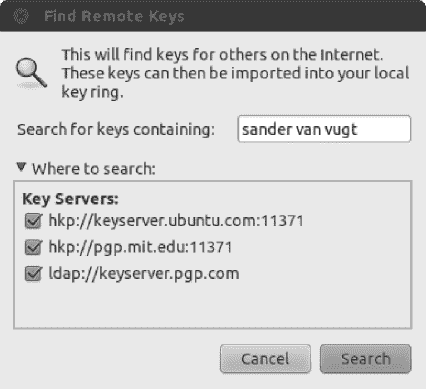 Find Remote Keys
This will find keys for others on the Internet.
These keys can then be imported into your local
key ring.
Search for keys containing: sander van vugt
Where to search:
Key Servers:
hkp://keyserver.ubuntu.com:11371
hkp://pgp.mit.edu:11371
ldap://keyserver.pgp.com
Cancel Search